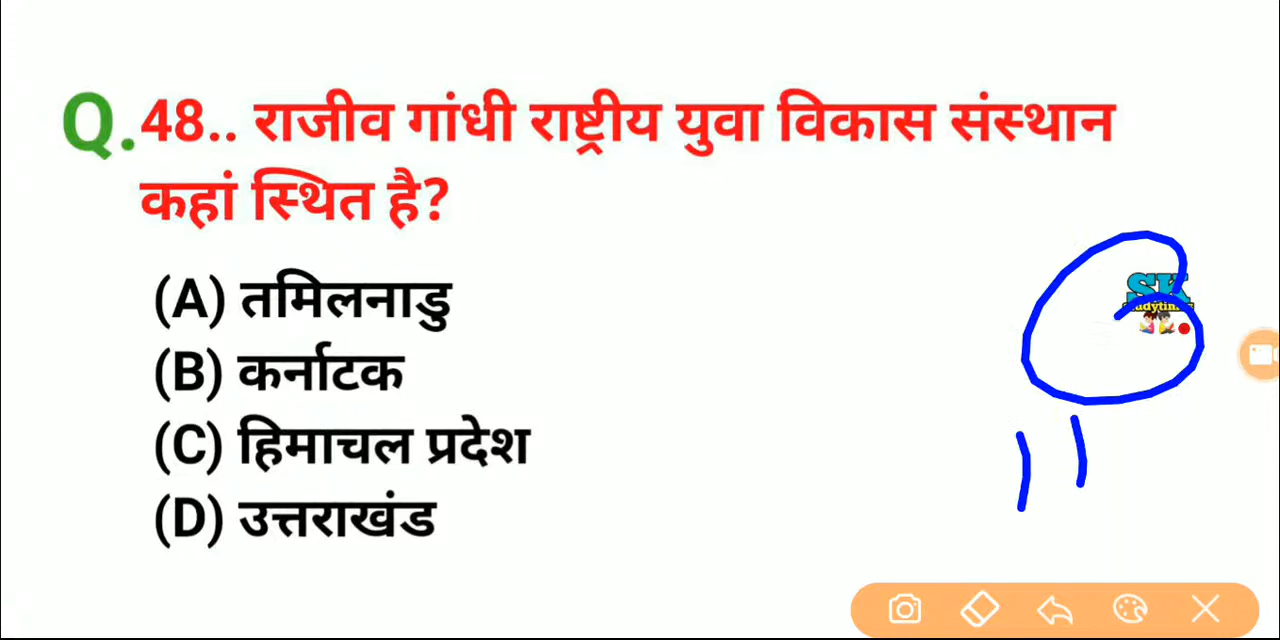 Q.48.. राजीव गांधी राष्ट्रीय युवा विकास संस्थान
कहां स्थित है?
(A) तमिलनाडु
(B) कर्नाटक
(C) हिमाचल प्रदेश
(D) उत्तराखंड
SK